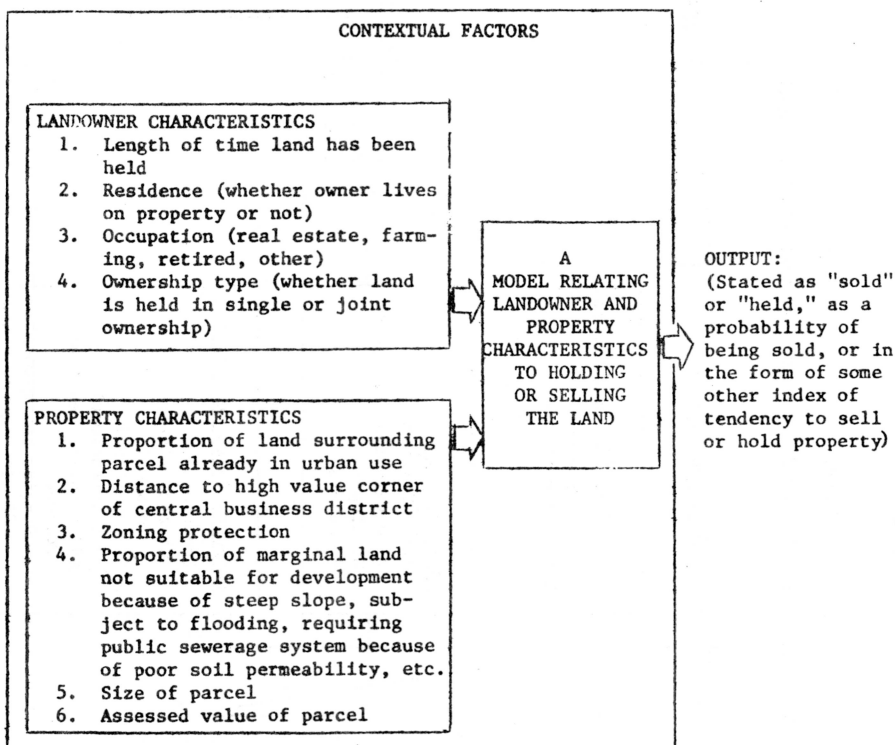 CONTEXTUAL FACTORS
LANDOWNER CHARACTERISTICS
1. Length of time land has been
held
2. Residence (whether owner lives
on property or not)
3. Occupation (real estate, farm-
ing, retired, other)
4. Ownership type (whether land
is held in single or joint
ownership)
PROPERTY CHARACTERISTICS
1. Proportion of land surrounding
parcel already in urban use
2. Distance to high value corner
of central business district
3. Zoning protection
4. Proportion of marginal land
not suitable for development
because of steep slope, sub-
ject to flooding, requiring
public sewerage system because
of poor soil permeability, etc.
5. Size of parcel
6. Assessed value of parcel
A
MODEL RELATING
LANDOWNER AND
PROPERTY
CHARACTERISTICS
TO HOLDING
OR SELLING
THE LAND
OUTPUT:
(Stated as "sold"
or "held," as a
probability of
being sold, or in
the form of some
other index of
tendency to sell
or hold property)